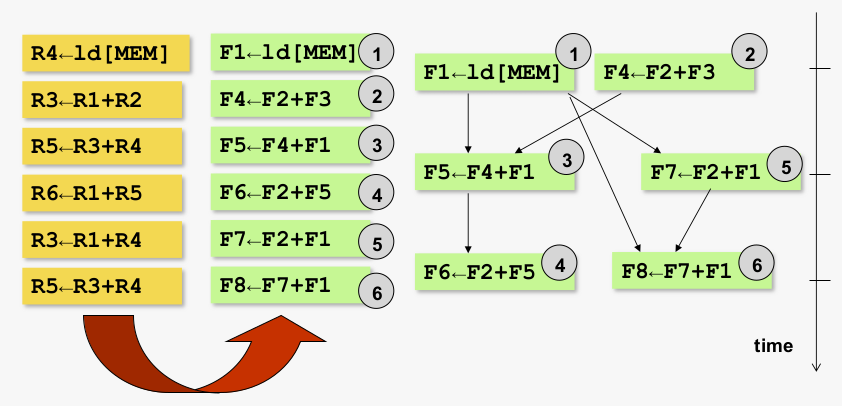 R4←ld[MEM]
R3←R1+R2
R5←R3+R4
R6←R1+R5
R3←R1+R4
R5←R3+R4
F1←ld[MEM] 1
F4←F2+F3 2
F5←F4+F1 3
F6←F2+F5 4
F7←F2+F1 5
F8←F7+F1 6
F1←ld[MEM] 1
F4←F2+F3 2
F5←F4+F1 3
F7←F2+F1 5
F6←F2+F5 4
F8←F7+F1 6
time